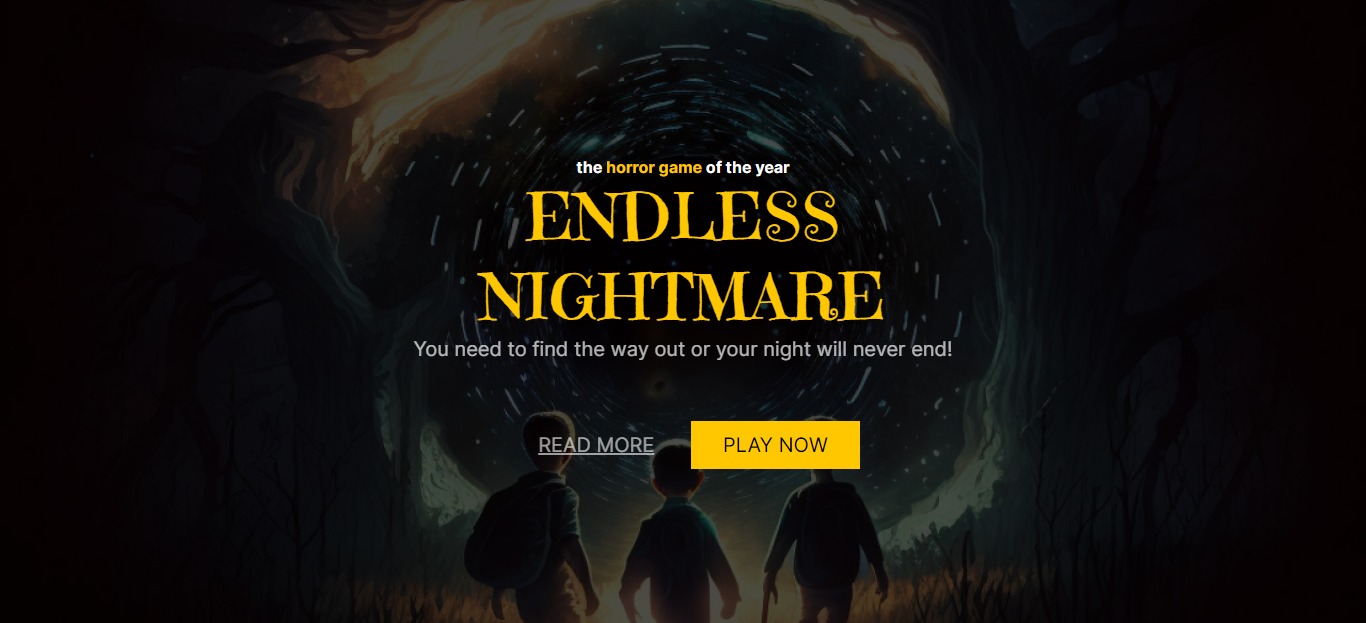 the horror game of the year
ENDLESS
NIGHTMARE
You need to find the way out or your night will never end!
READ MORE PLAY NOW